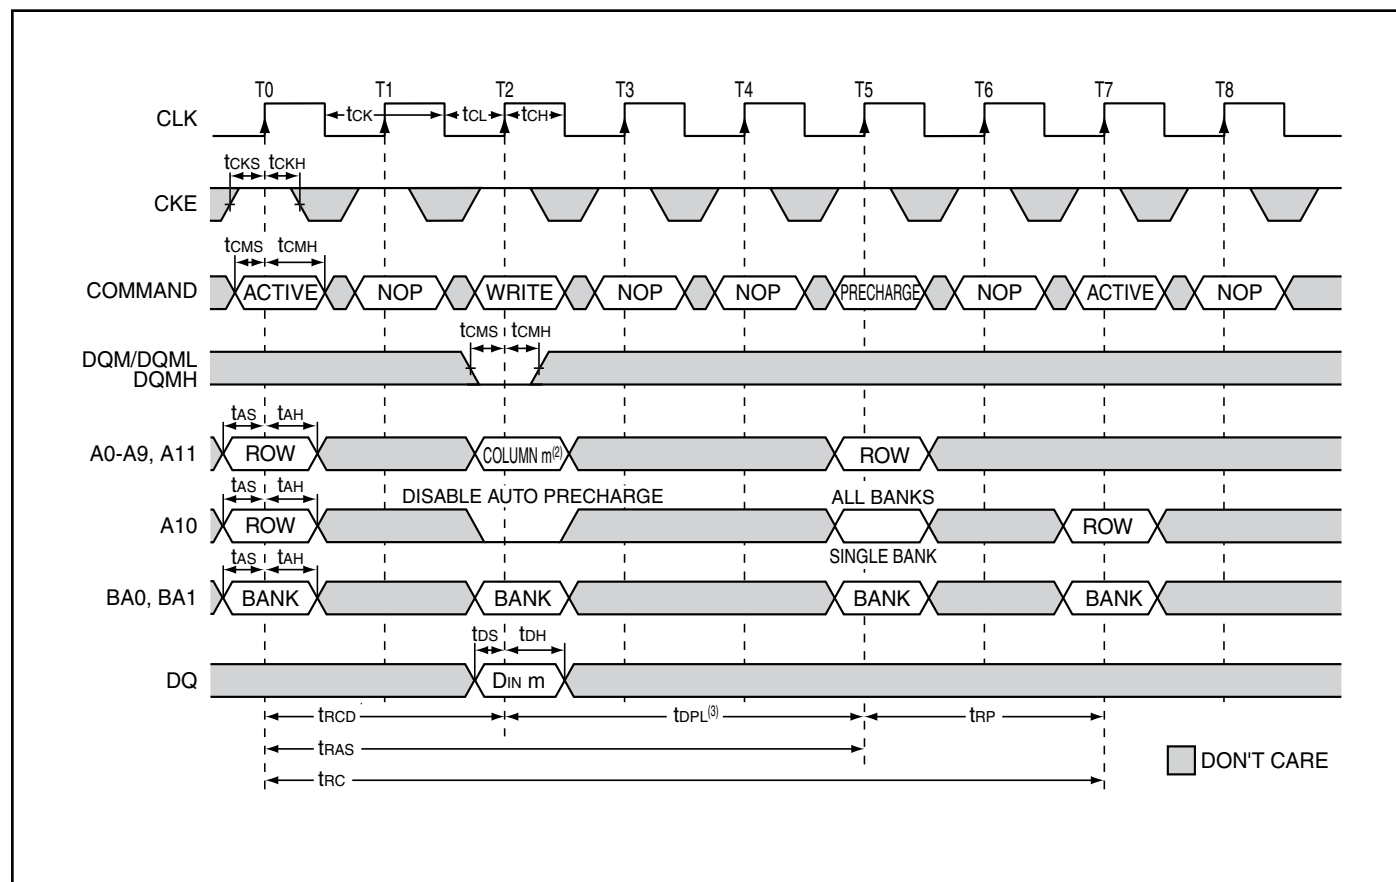 T0 T1 T2 T3 T4 T5 T6 T7 T8
CLK tCK tCL tCH
tCKS tCKH
CKE
tCMS tCMH
COMMAND ACTIVE NOP WRITE NOP NOP PRECHARGE NOP ACTIVE NOP
tCMS tCMH
DQM/DQML
DQMH
tAS tAH
A0-A9, A11 ROW COLUMN m(2) ROW
tAS tAH DISABLE AUTO PRECHARGE ALL BANKS
A10 ROW ROW
tAS tAH SINGLE BANK
BA0, BA1 BANK BANK BANK BANK
tDS tDH
DQ DIN m
tRCD tDPL(3) tRP
tRAS
DON'T CARE
tRC